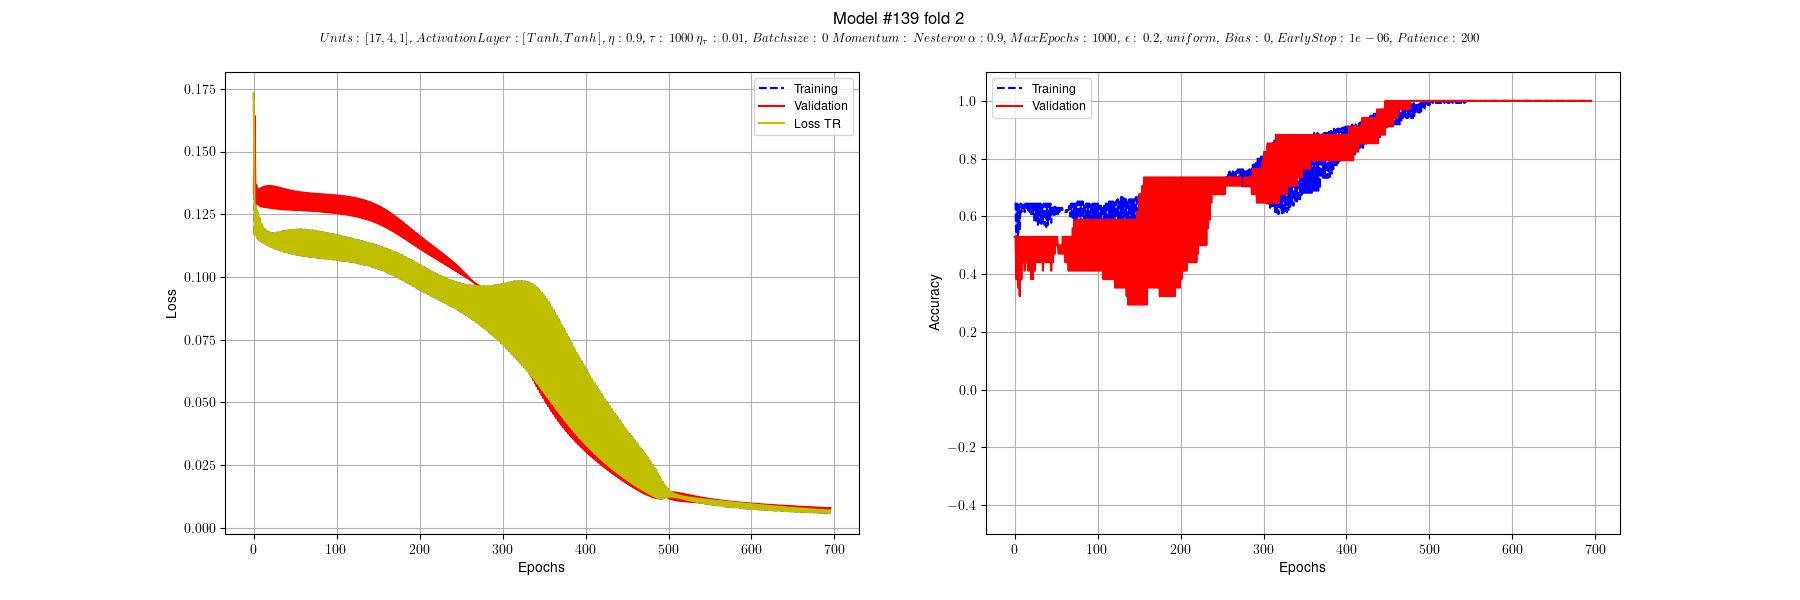 Model #139 fold 2
Units : [17, 4, 1], ActivationLayer : [Tanh, Tanh], η : 0.9, τ : 1000 η_τ : 0.01, Batchsize : 0 Momentum : Nesterov α : 0.9, MaxEpochs : 1000, ϵ : 0.2, uniform, Bias : 0, EarlyStop : 1e − 06, Patience : 200
Loss
0.175
0.150
0.125
0.100
0.075
0.050
0.025
0.000
Training
Validation
Loss TR
0 100 200 300 400 500 600 700
Epochs
Accuracy
1.0
0.8
0.6
0.4
0.2
0.0
−0.2
−0.4
Training
Validation
0 100 200 300 400 500 600 700
Epochs